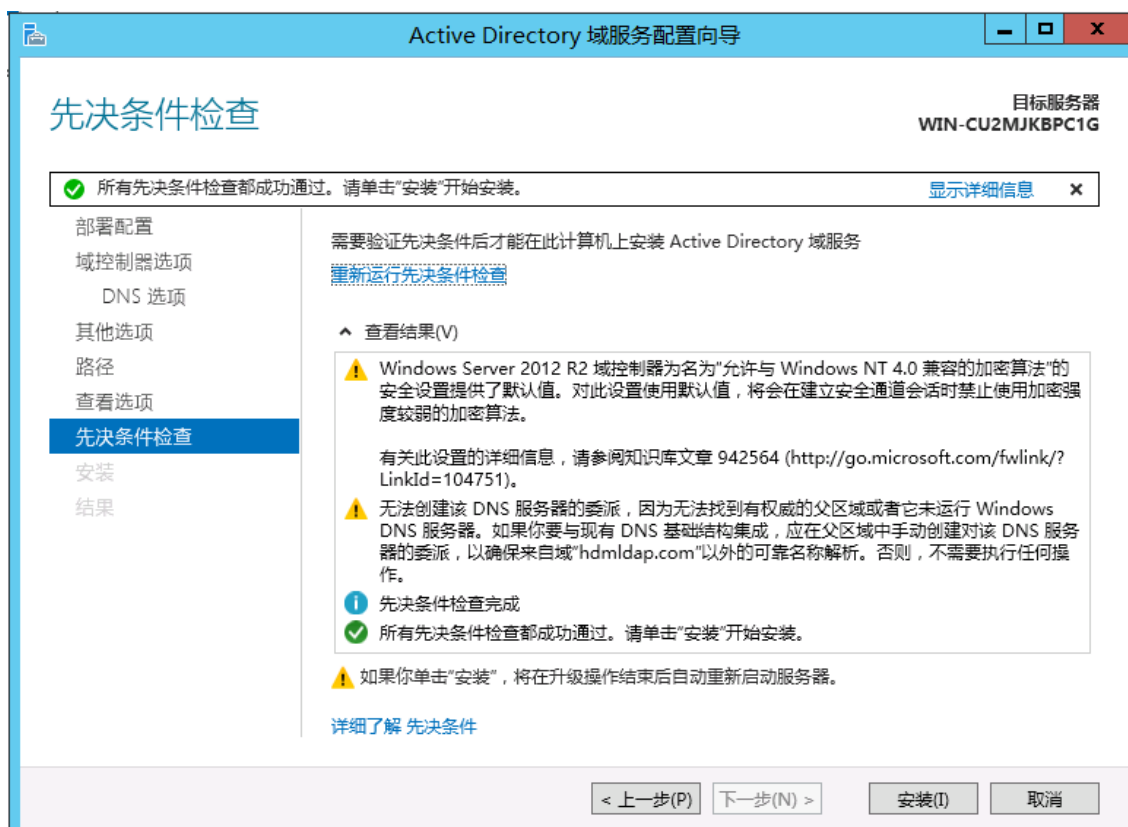 Active Directory 域服务配置向导
先决条件检查
目标服务器
WIN-CU2MJKBPC1G
所有先决条件检查都成功通过。请单击"安装"开始安装。 显示详细信息
部署配置
域控制器选项
DNS 选项
其他选项
路径
查看选项
先决条件检查
安装
结果
需要验证先决条件后才能在此计算机上安装 Active Directory 域服务
重新运行先决条件检查
查看结果(V)
Windows Server 2012 R2 域控制器为名为"允许与 Windows NT 4.0 兼容的加密算法"的
安全设置提供了默认值。对此设置使用默认值，将会在建立安全通道会话时禁止使用加密强
度较弱的加密算法。
有关此设置的详细信息，请参阅知识库文章 942564 (http://go.microsoft.com/fwlink/?
LinkId=104751)。
无法创建该 DNS 服务器的委派，因为无法找到有权威的父区域或者它未运行 Windows
DNS 服务器。如果你要与现有 DNS 基础结构集成，应在父区域中手动创建对该 DNS 服务
器的委派，以确保来自域"hdmldap.com"以外的可靠名称解析。否则，不需要执行任何操
作。
先决条件检查完成
所有先决条件检查都成功通过。请单击"安装"开始安装。
如果你单击"安装"，将在升级操作结束后自动重新启动服务器。
详细了解 先决条件
< 上一步(P) 下一步(N) > 安装(I) 取消